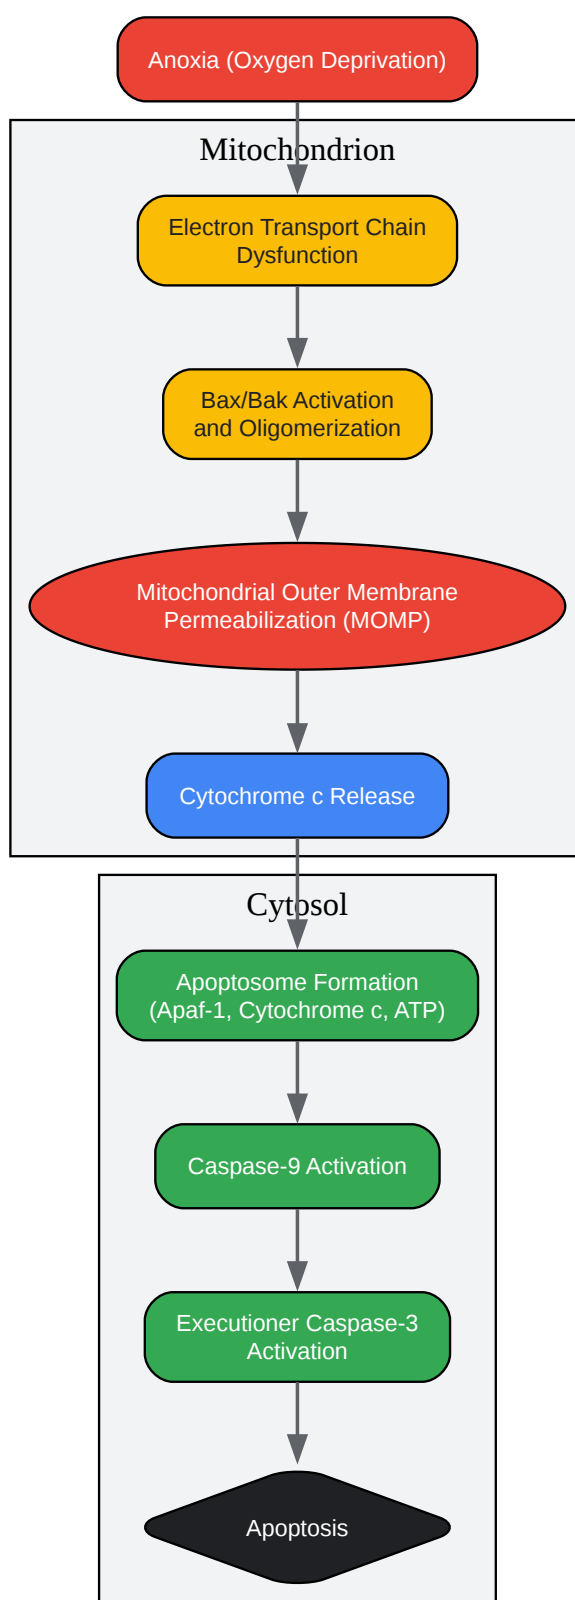 Anoxia (Oxygen Deprivation)
Mitochondrion
Electron Transport Chain
Dysfunction
Bax/Bak Activation
and Oligomerization
Mitochondrial Outer Membrane
Permeabilization (MOMP)
Cytochrome c Release
Cytosol
Apoptosome Formation
(Apaf-1, Cytochrome c, ATP)
Caspase-9 Activation
Executioner Caspase-3
Activation
Apoptosis